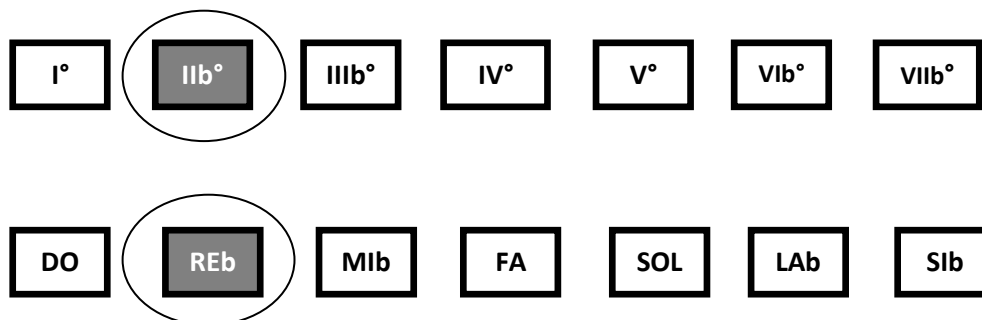 I° IIb° IIIb° IV° V° VIb° VIIb°
DO REb MIb FA SOL LAb SIb